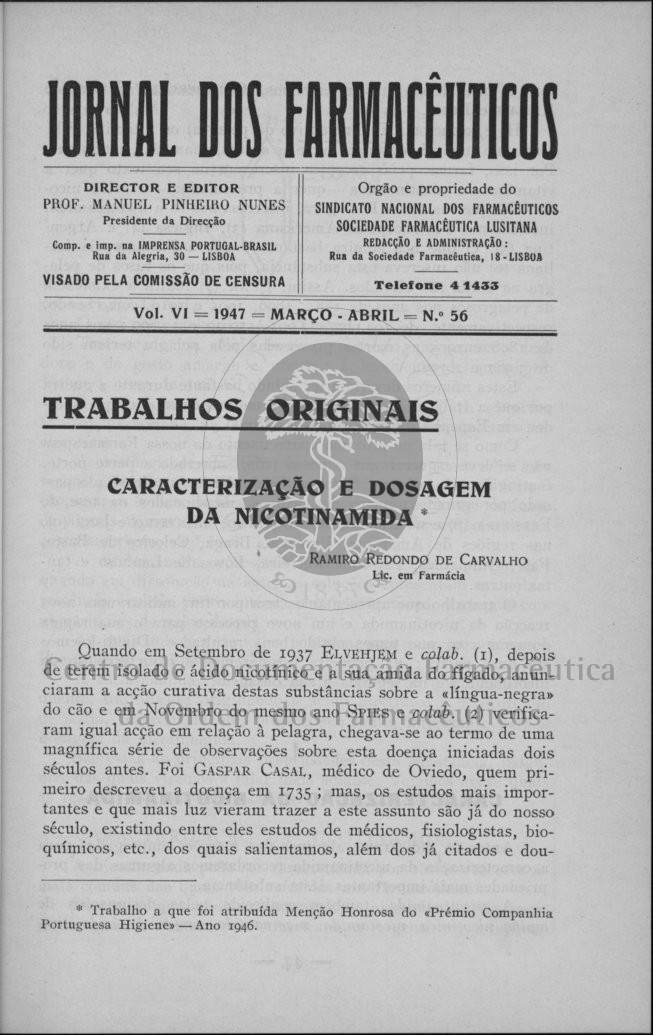 JORNAL DOS FARMACÊUTICOS
DIRECTOR E EDITOR
PROF. MANUEL PINHEIRO NUNES
Presidente da Direcção
Comp. e imp. na IMPRENSA PORTUGAL-BRASIL
Rua da Alegria, 30 — LISBOA
VISADO PELA COMISSÃO DE CENSURA
Orgão e propriedade do
SINDICATO NACIONAL DOS FARMACÊUTICOS
SOCIEDADE FARMACÊUTICA LUSITANA
REDACÇÃO E ADMINISTRAÇÃO:
Rua da Sociedade Farmacêutica, 18-LISBOA
Telefone 41433
Vol. VI = 1947 = MARÇO - ABRIL = N.º 56
TRABALHOS ORIGINAIS
CARACTERIZAÇÃO E DOSAGEM
DA NICOTINAMIDA *
RAMIRO REDONDO DE CARVALHO
Lic. em Farmácia
1835
Quando em Setembro de 1937 ELVEHJEM e colab. (1), depois
de terem isolado o ácido nicotínico e a sua amida do fígado, anun-
ciaram a acção curativa destas substâncias sobre a «língua-negra»
do cão e em Novembro do mesmo ano SPIES e colab. (2) verifica-
ram igual acção em relação à pelagra, chegava-se ao termo de uma
magnífica série de observações sobre esta doença iniciadas dois
séculos antes. Foi GASPAR CASAL, médico de Oviedo, quem pri-
meiro descreveu a doença em 1735 ; mas, os estudos mais impor-
tantes e que mais luz vieram trazer a este assunto são já do nosso
século, existindo entre eles estudos de médicos, fisiologistas, bio-
químicos, etc., dos quais salientamos, além dos já citados e dou-
Centro de Documentação Farmacêutica
da Ordem dos Farmacêuticos
* Trabalho a que foi atribuída Menção Honrosa do «Prémio Companhia
Portuguesa Higiene» — Ano 1946.